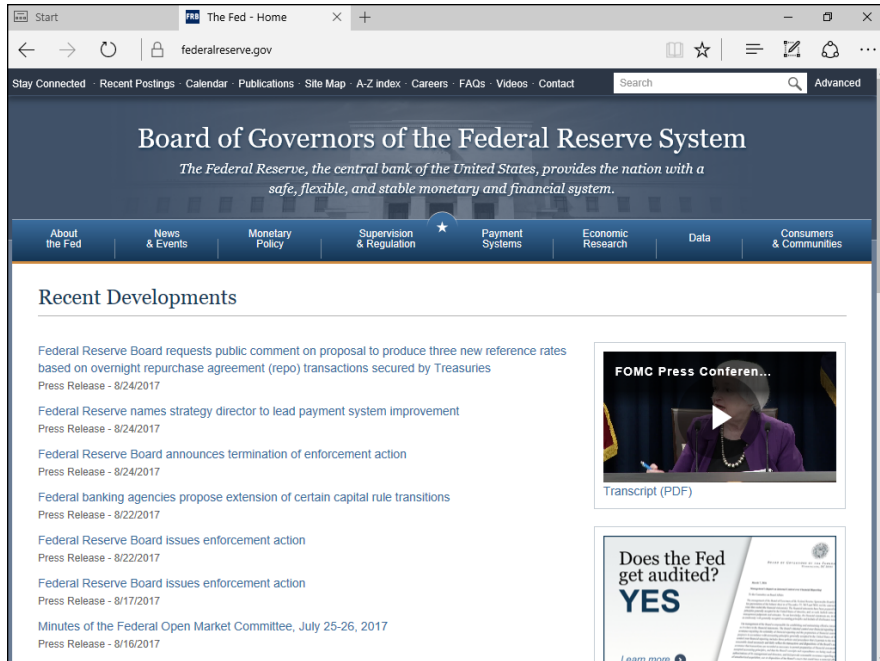 Start
FRB The Fed - Home
federalreserve.gov
Stay Connected · Recent Postings · Calendar · Publications · Site Map · A-Z index · Careers · FAQs · Videos · Contact
Search
Advanced
Board of Governors of the Federal Reserve System
The Federal Reserve, the central bank of the United States, provides the nation with a
safe, flexible, and stable monetary and financial system.
About
the Fed
News
& Events
Monetary
Policy
Supervision
& Regulation
Payment
Systems
Economic
Research
Data
Consumers
& Communities
Recent Developments
Federal Reserve Board requests public comment on proposal to produce three new reference rates
based on overnight repurchase agreement (repo) transactions secured by Treasuries
Press Release - 8/24/2017
Federal Reserve names strategy director to lead payment system improvement
Press Release - 8/24/2017
Federal Reserve Board announces termination of enforcement action
Press Release - 8/24/2017
Federal banking agencies propose extension of certain capital rule transitions
Press Release - 8/22/2017
Federal Reserve Board issues enforcement action
Press Release - 8/22/2017
Federal Reserve Board issues enforcement action
Press Release - 8/17/2017
Minutes of the Federal Open Market Committee, July 25-26, 2017
Press Release - 8/16/2017
FOMC Press Conferen...
Transcript (PDF)
Does the Fed
get audited?
YES
Learn more